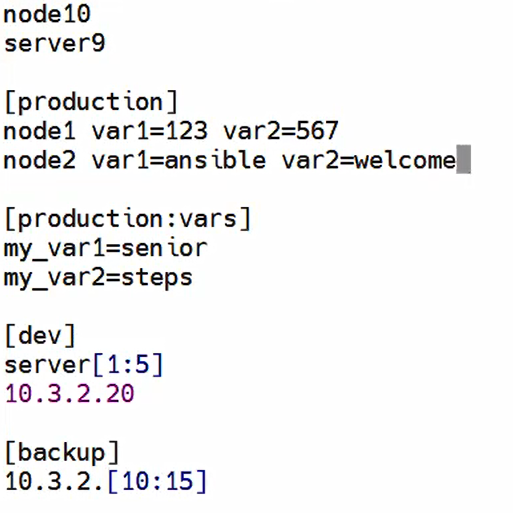 node10
server9
[production]
node1 var1=123 var2=567
node2 var1=ansible var2=welcome
[production:vars]
my_var1=senior
my_var2=steps
[dev]
server[1:5]
10.3.2.20
[backup]
10.3.2.[10:15]